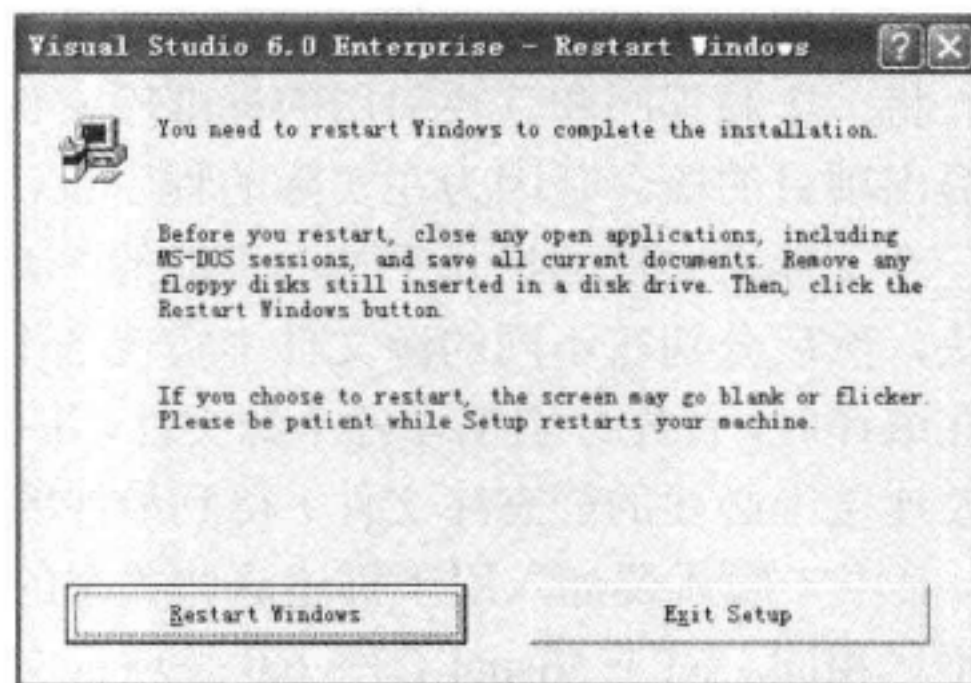 Visual Studio 6.0 Enterprise - Restart Windows
You need to restart Windows to complete the installation.
Before you restart, close any open applications, including
MS-DOS sessions, and save all current documents. Remove any
floppy disks still inserted in a disk drive. Then, click the
Restart Windows button.
If you choose to restart, the screen may go blank or flicker.
Please be patient while Setup restarts your machine.
Restart Windows
Exit Setup